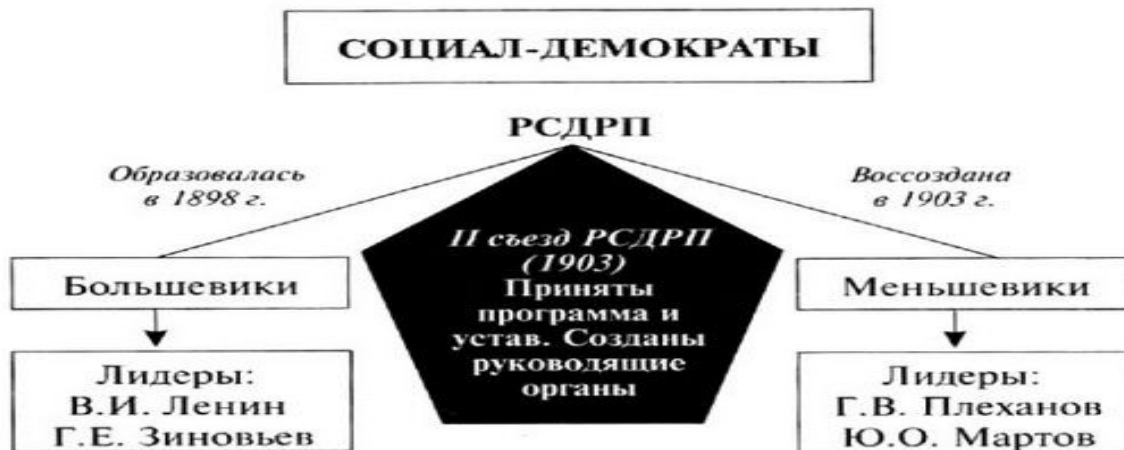 СОЦИАЛ-ДЕМОКРАТЫ
РСДРП
Образовалась
в 1898 г.
Воссоздана
в 1903 г.
II съезд РСДРП
(1903)
Приняты
программа и
устав. Созданы
руководящие
органы
Большевики
Меньшевики
Лидеры:
В.И. Ленин
Г.Е. Зиновьев
Лидеры:
Г.В. Плеханов
Ю.О. Мартов